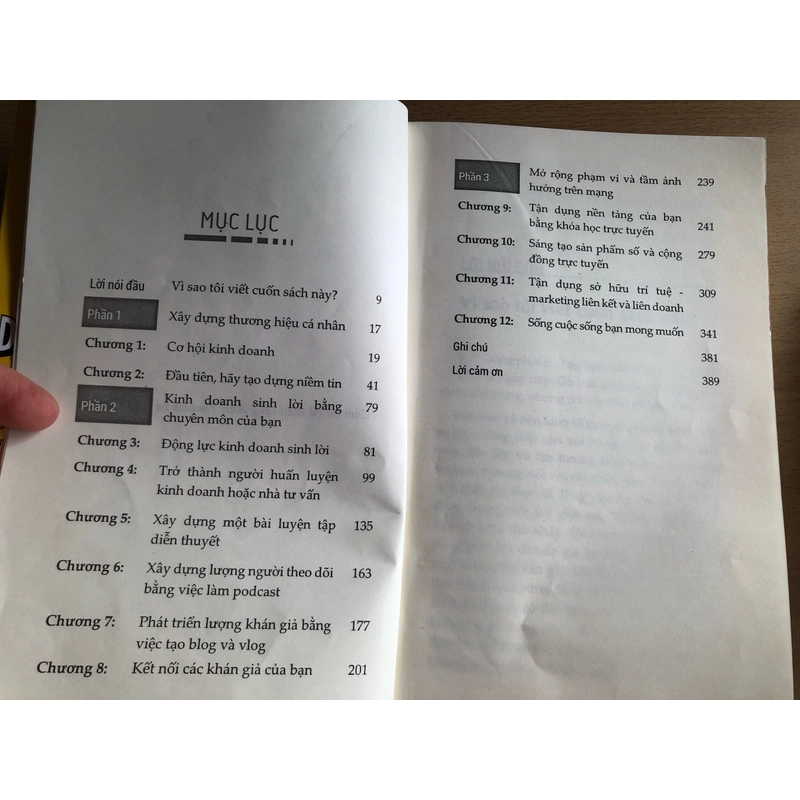 MỤC LỤC
Lời nói đầu Vì sao tôi viết cuốn sách này? 9
Phần 1 Xây dựng thương hiệu cá nhân 17
Chương 1: Cơ hội kinh doanh 19
Chương 2: Đầu tiên, hãy tạo dựng niềm tin 41
Phần 2 Kinh doanh sinh lời bằng 79
chuyên môn của bạn
Chương 3: Động lực kinh doanh sinh lời 81
Chương 4: Trở thành người huấn luyện 99
kinh doanh hoặc nhà tư vấn
Chương 5: Xây dựng một bài luyện tập 135
diễn thuyết
Chương 6: Xây dựng lượng người theo dõi 163
bằng việc làm podcast
Chương 7: Phát triển lượng khán giả bằng 177
việc tạo blog và vlog
Chương 8: Kết nối các khán giả của bạn 201
Phần 3 Mở rộng phạm vi và tầm ảnh 239
hưởng trên mạng
Chương 9: Tận dụng nền tảng của bạn 241
bằng khóa học trực tuyến
Chương 10: Sáng tạo sản phẩm số và cộng 279
đồng trực tuyến
Chương 11: Tận dụng sở hữu trí tuệ - 309
marketing liên kết và liên doanh
Chương 12: Sống cuộc sống bạn mong muốn 341
Ghi chú 381
Lời cảm ơn 389